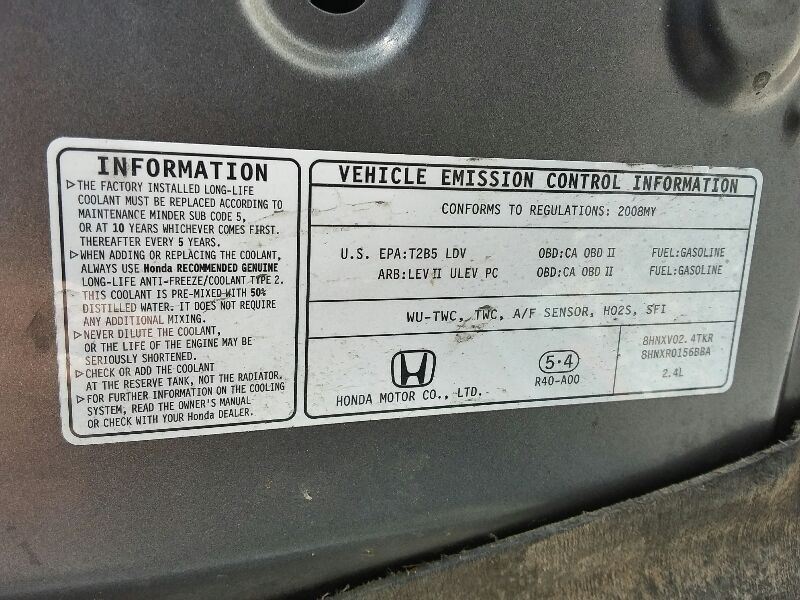 INFORMATION
▷THE FACTORY INSTALLED LONG-LIFE
COOLANT MUST BE REPLACED ACCORDING TO
MAINTENANCE MINDER SUB CODE 5,
OR AT 10 YEARS WHICHEVER COMES FIRST.
THEREAFTER EVERY 5 YEARS.
▷WHEN ADDING OR REPLACING THE COOLANT,
ALWAYS USE Honda RECOMMENDED GENUINE
LONG-LIFE ANTI-FREEZE/COOLANT TYPE 2.
THIS COOLANT IS PRE-MIXED WITH 50%
DISTILLED WATER. IT DOES NOT REQUIRE
ANY ADDITIONAL MIXING.
▷NEVER DILUTE THE COOLANT,
OR THE LIFE OF THE ENGINE MAY BE
SERIOUSLY SHORTENED.
▷CHECK OR ADD THE COOLANT
AT THE RESERVE TANK, NOT THE RADIATOR.
▷FOR FURTHER INFORMATION ON THE COOLING
SYSTEM, READ THE OWNER'S MANUAL
OR CHECK WITH YOUR Honda DEALER.
VEHICLE EMISSION CONTROL INFORMATION
CONFORMS TO REGULATIONS: 2008MY
U.S. EPA:T2B5 LDV OBD:CA OBD II FUEL:GASOLINE
ARB:LEV II ULEV PC OBD:CA OBD II FUEL:GASOLINE
WU-TWC, TWC, A/F SENSOR, HO2S, SFI
HONDA MOTOR CO., LTD.
5·4
R40-A00
8HNXV02.4TKR
8HNXR0156BBA
2.4L